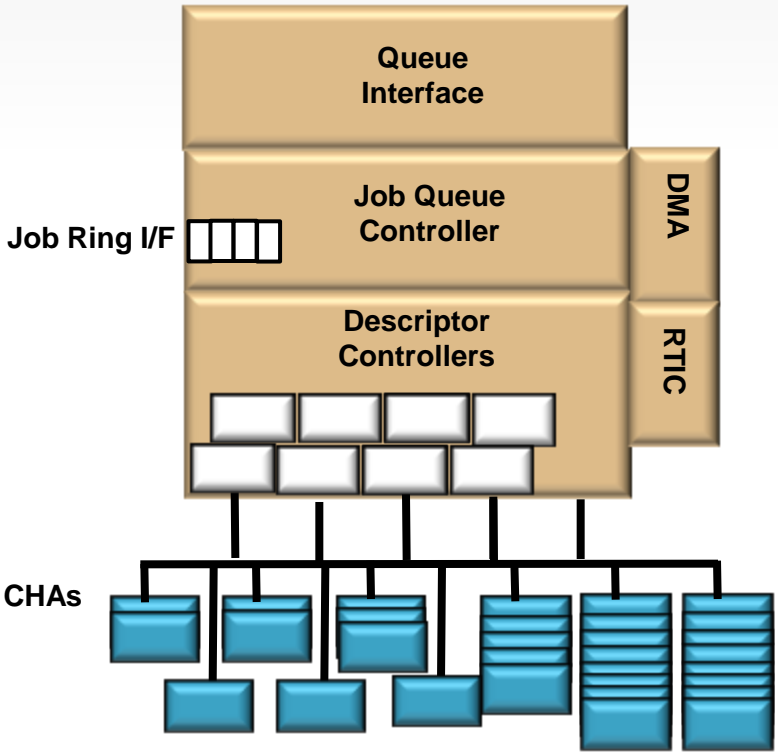 Queue
Interface
Job Queue
Controller
DMA
Job Ring I/F
Descriptor
Controllers
RTIC
CHAs